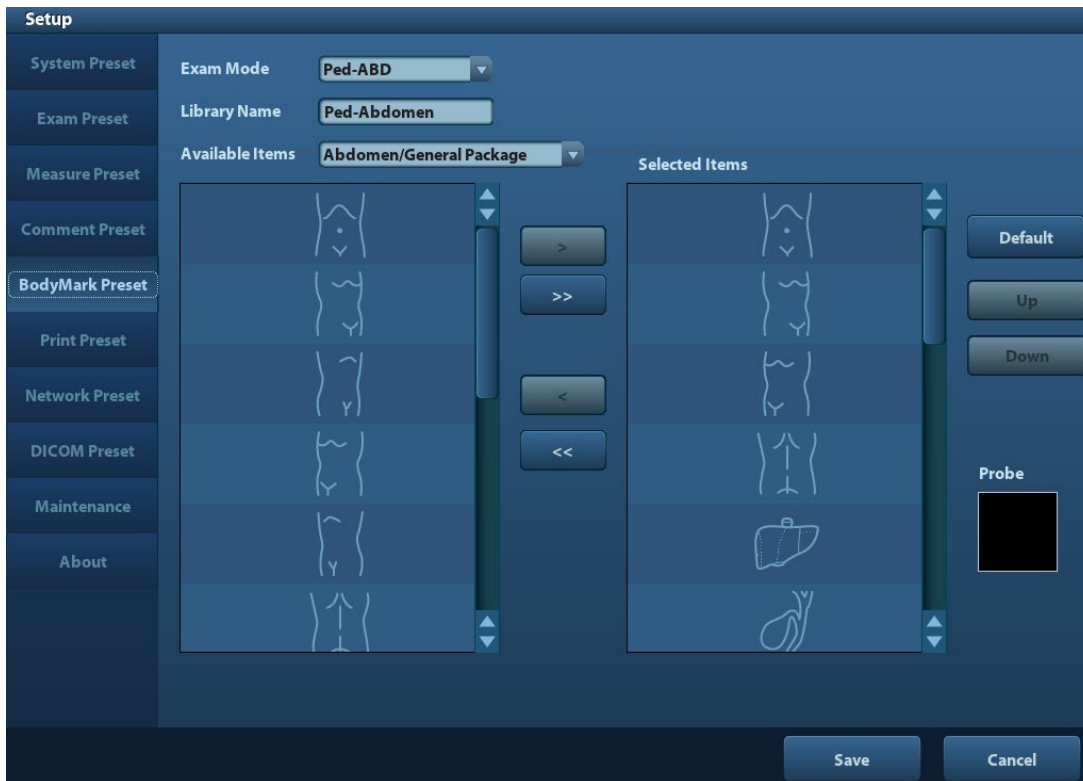 Setup
System Preset
Exam Preset
Measure Preset
Comment Preset
BodyMark Preset
Print Preset
Network Preset
DICOM Preset
Maintenance
About
Exam Mode Ped-ABD
Library Name Ped-Abdomen
Available Items Abdomen/General Package
Selected Items
>
>>
<
<<
Default
Up
Down
Probe
Save
Cancel